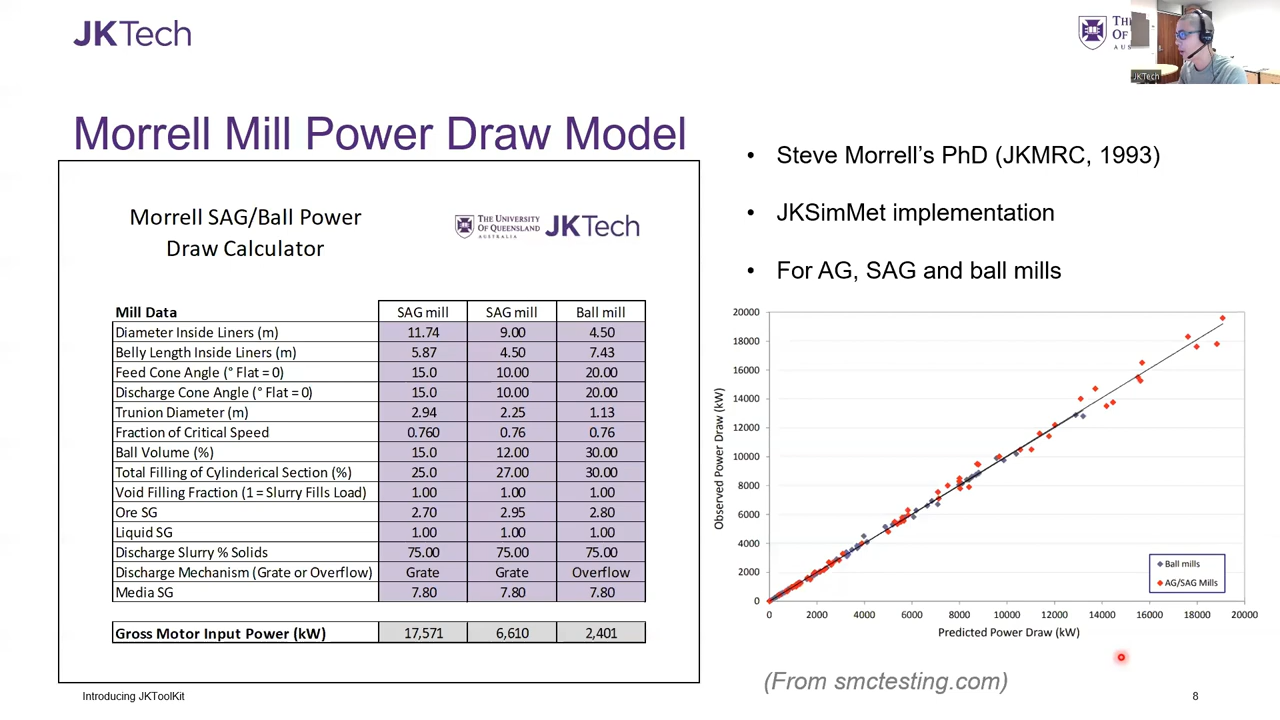 JKTech
JKTech
Morrell Mill Power Draw Model
Morrell SAG/Ball Power
Draw Calculator
THE UNIVERSITY
OF QUEENSLAND
AUSTRALIA
JKTech
Mill Data SAG mill SAG mill Ball mill
Diameter Inside Liners (m) 11.74 9.00 4.50
Belly Length Inside Liners (m) 5.87 4.50 7.43
Feed Cone Angle (° Flat = 0) 15.0 10.00 20.00
Discharge Cone Angle (° Flat = 0) 15.0 10.00 20.00
Trunion Diameter (m) 2.94 2.25 1.13
Fraction of Critical Speed 0.760 0.76 0.76
Ball Volume (%) 15.0 12.00 30.00
Total Filling of Cylinderical Section (%) 25.0 27.00 30.00
Void Filling Fraction (1 = Slurry Fills Load) 1.00 1.00 1.00
Ore SG 2.70 2.95 2.80
Liquid SG 1.00 1.00 1.00
Discharge Slurry % Solids 75.00 75.00 75.00
Discharge Mechanism (Grate or Overflow) Grate Grate Overflow
Media SG 7.80 7.80 7.80
Gross Motor Input Power (kW) 17,571 6,610 2,401
• Steve Morrell’s PhD (JKMRC, 1993)
• JKSimMet implementation
• For AG, SAG and ball mills
Observed Power Draw (kW)
20000
18000
16000
14000
12000
10000
8000
6000
4000
2000
0
0 2000 4000 6000 8000 10000 12000 14000 16000 18000 20000
Predicted Power Draw (kW)
Ball mills
AG/SAG Mills
(From smctesting.com)
Introducing JKToolKit
8